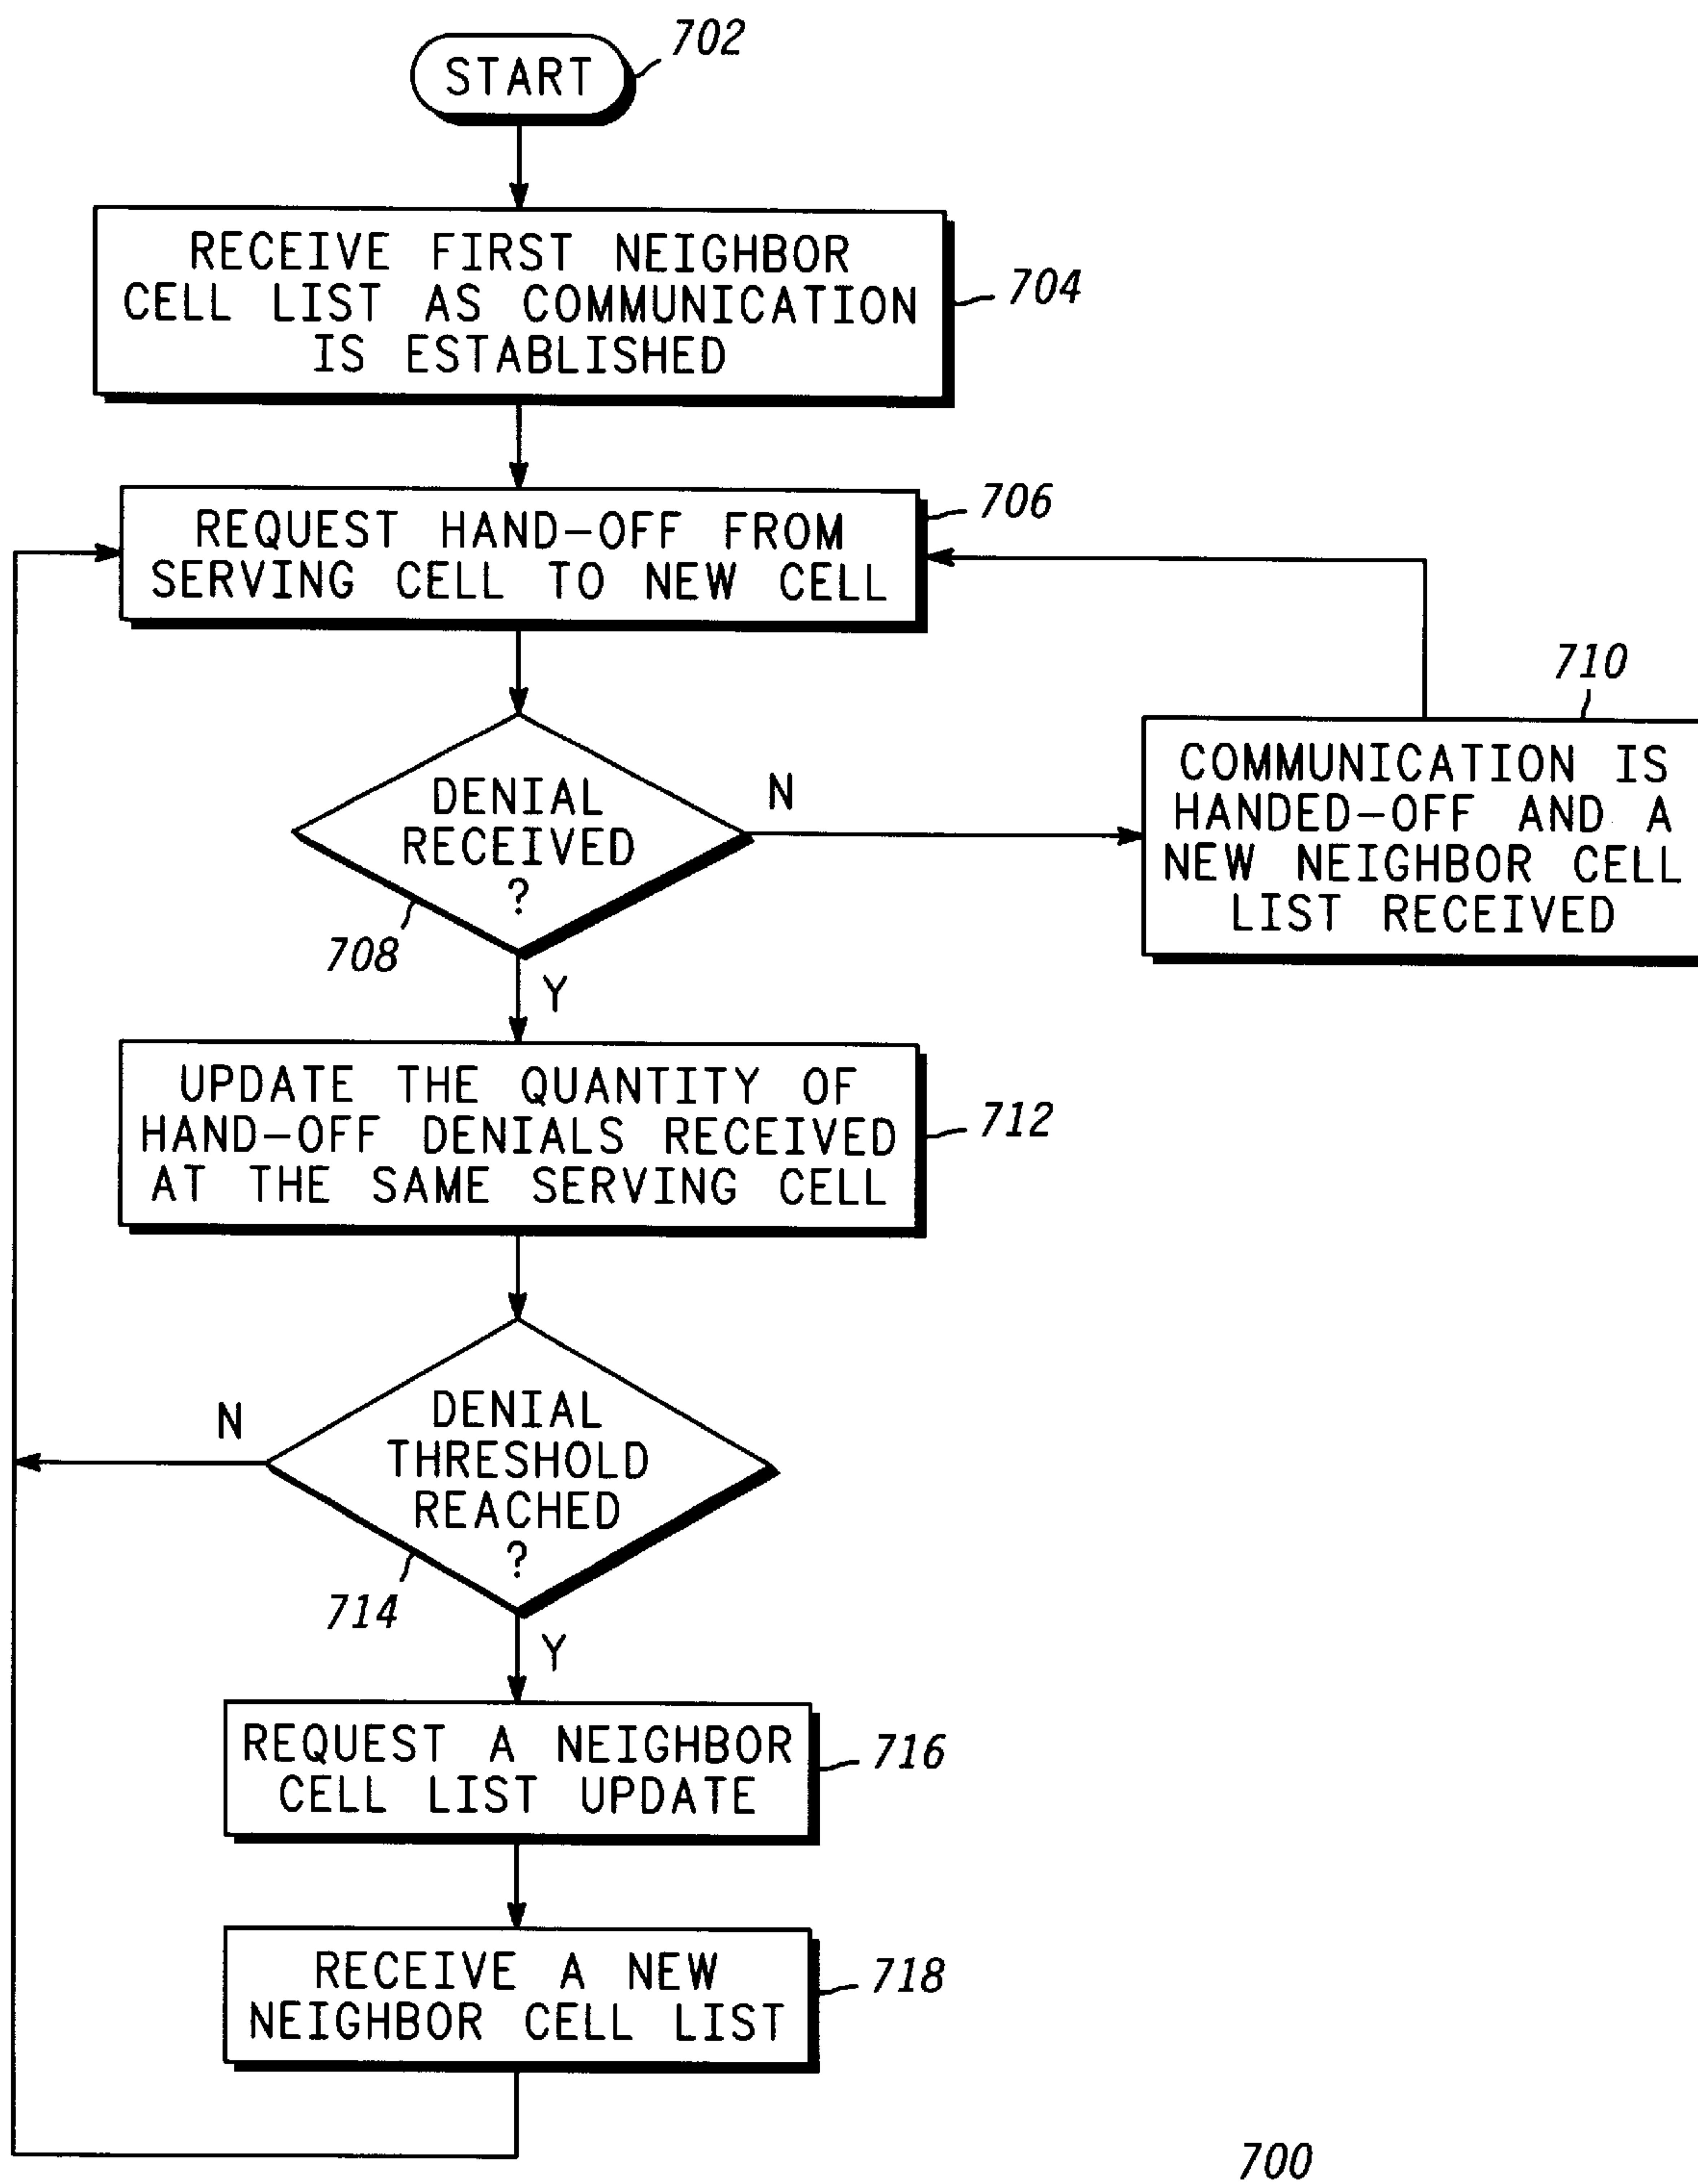 START
702
RECEIVE FIRST NEIGHBOR
CELL LIST AS COMMUNICATION
IS ESTABLISHED
704
REQUEST HAND-OFF FROM
SERVING CELL TO NEW CELL
706
DENIAL
RECEIVED
?
708
N
Y
710
COMMUNICATION IS
HANDED-OFF AND A
NEW NEIGHBOR CELL
LIST RECEIVED
UPDATE THE QUANTITY OF
HAND-OFF DENIALS RECEIVED
AT THE SAME SERVING CELL
712
DENIAL
THRESHOLD
REACHED
?
714
N
Y
REQUEST A NEIGHBOR
CELL LIST UPDATE
716
RECEIVE A NEW
NEIGHBOR CELL LIST
718
700